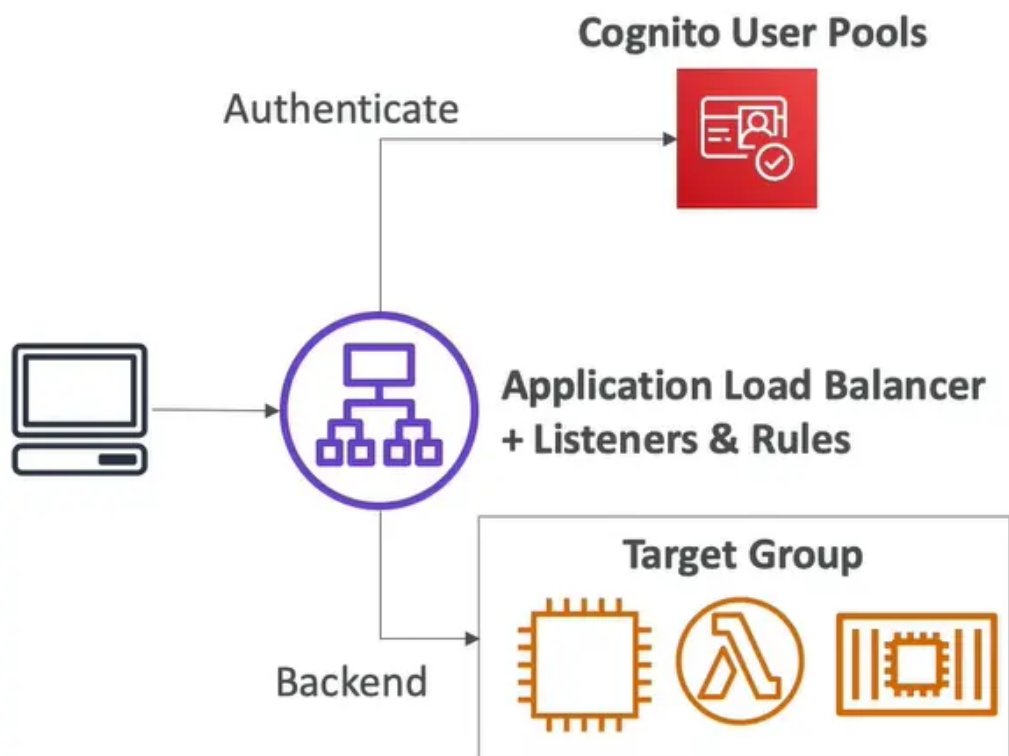 Cognito User Pools
Authenticate
Application Load Balancer
+ Listeners & Rules
Target Group
Backend